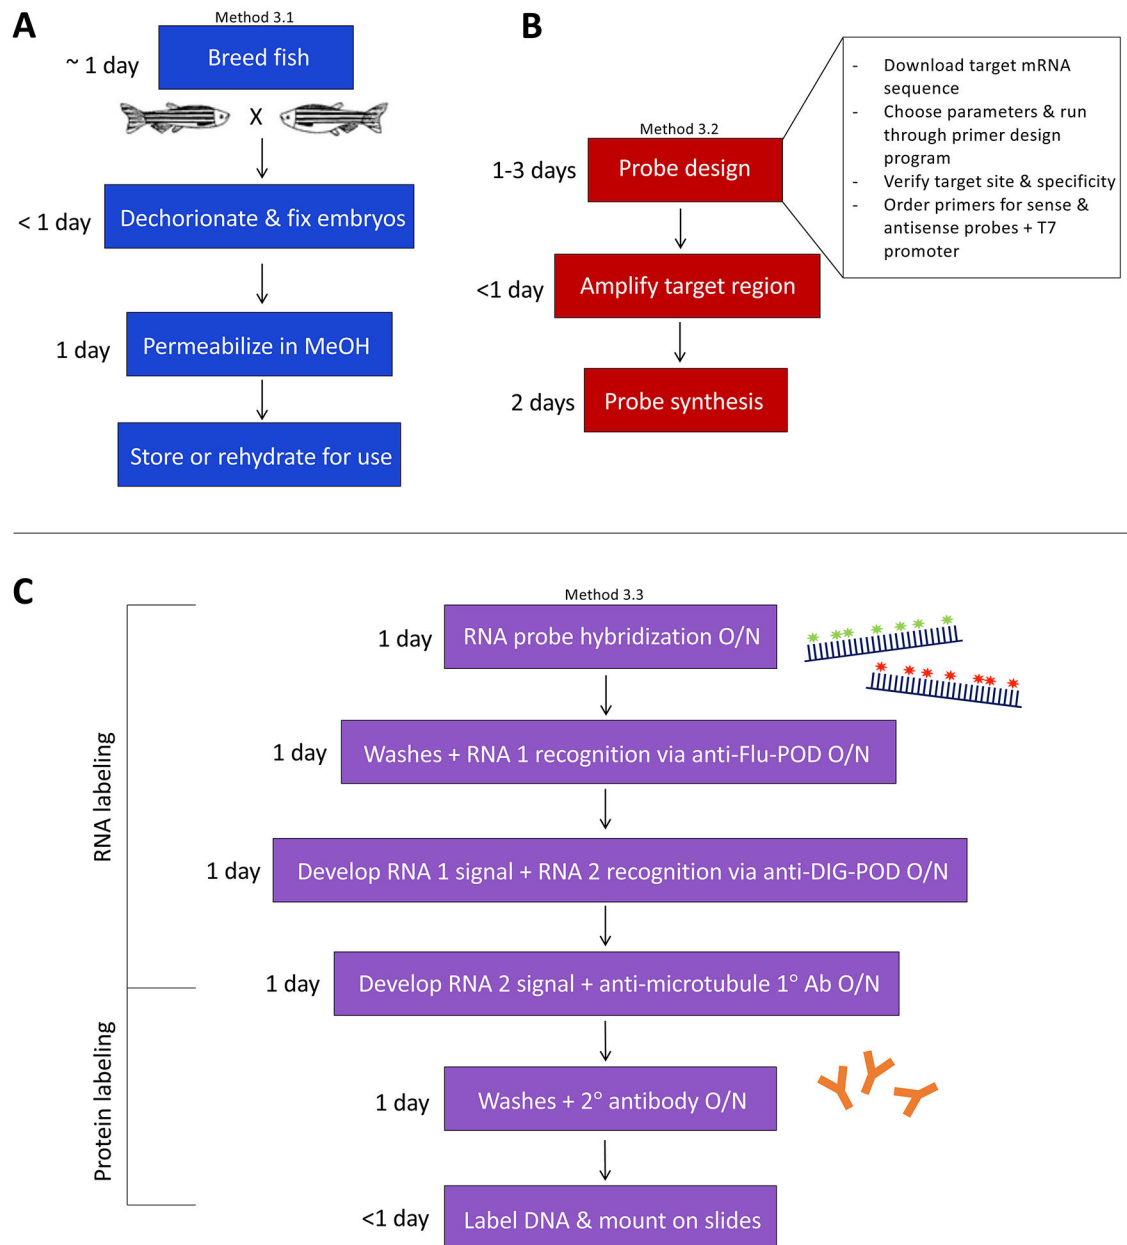 A
Method 3.1
Breed fish
~ 1 day
X
< 1 day
Dechorionate & fix embryos
1 day
Permeabilize in MeOH
Store or rehydrate for use
B
Method 3.2
1-3 days
Probe design
- Download target mRNA
sequence
- Choose parameters & run
through primer design
program
- Verify target site & specificity
- Order primers for sense &
antisense probes + T7
promoter
<1 day
Amplify target region
2 days
Probe synthesis
C
Method 3.3
RNA labeling
1 day
RNA probe hybridization O/N
1 day
Washes + RNA 1 recognition via anti-Flu-POD O/N
1 day
Develop RNA 1 signal + RNA 2 recognition via anti-DIG-POD O/N
1 day
Develop RNA 2 signal + anti-microtubule 1° Ab O/N
Protein labeling
1 day
Washes + 2° antibody O/N
<1 day
Label DNA & mount on slides